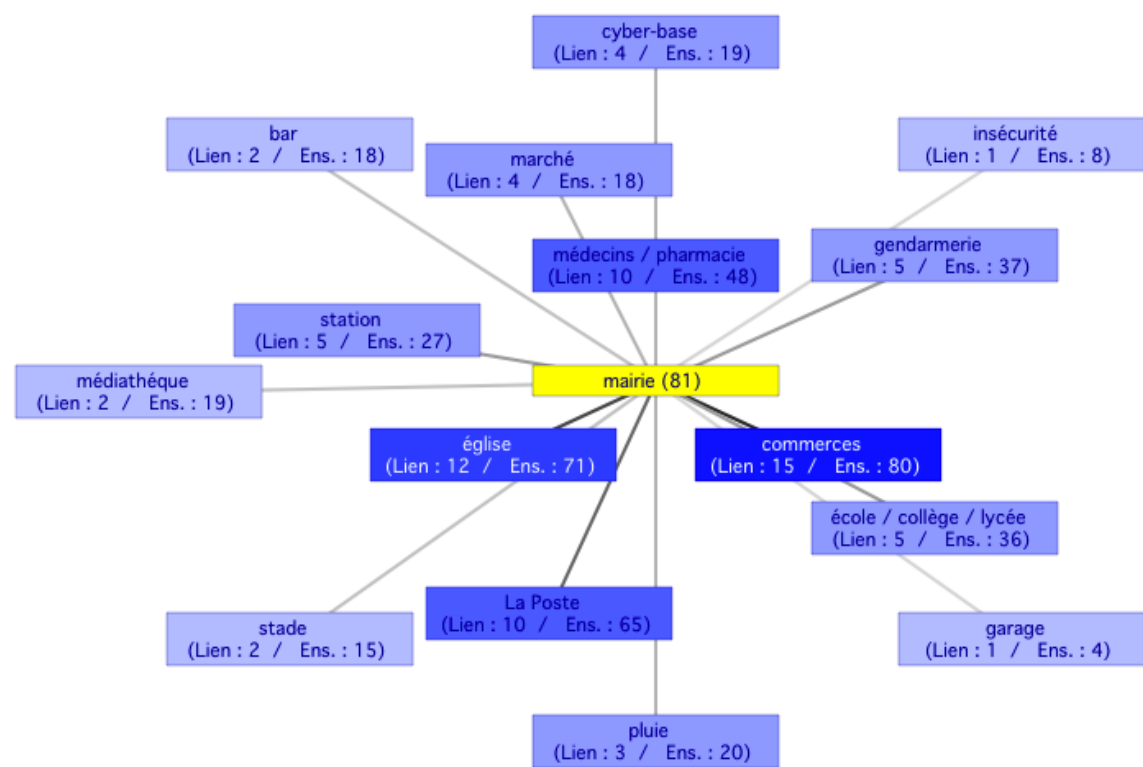 cyber-base
(Lien : 4 / Ens. : 19)
bar
(Lien : 2 / Ens. : 18)
insécurité
(Lien : 1 / Ens. : 8)
marché
(Lien : 4 / Ens. : 18)
gendarmerie
(Lien : 5 / Ens. : 37)
médecins / pharmacie
(Lien : 10 / Ens. : 48)
station
(Lien : 5 / Ens. : 27)
mairie (81)
médiathéque
(Lien : 2 / Ens. : 19)
église
(Lien : 12 / Ens. : 71)
commerces
(Lien : 15 / Ens. : 80)
école / collège / lycée
(Lien : 5 / Ens. : 36)
La Poste
(Lien : 10 / Ens. : 65)
stade
(Lien : 2 / Ens. : 15)
garage
(Lien : 1 / Ens. : 4)
pluie
(Lien : 3 / Ens. : 20)